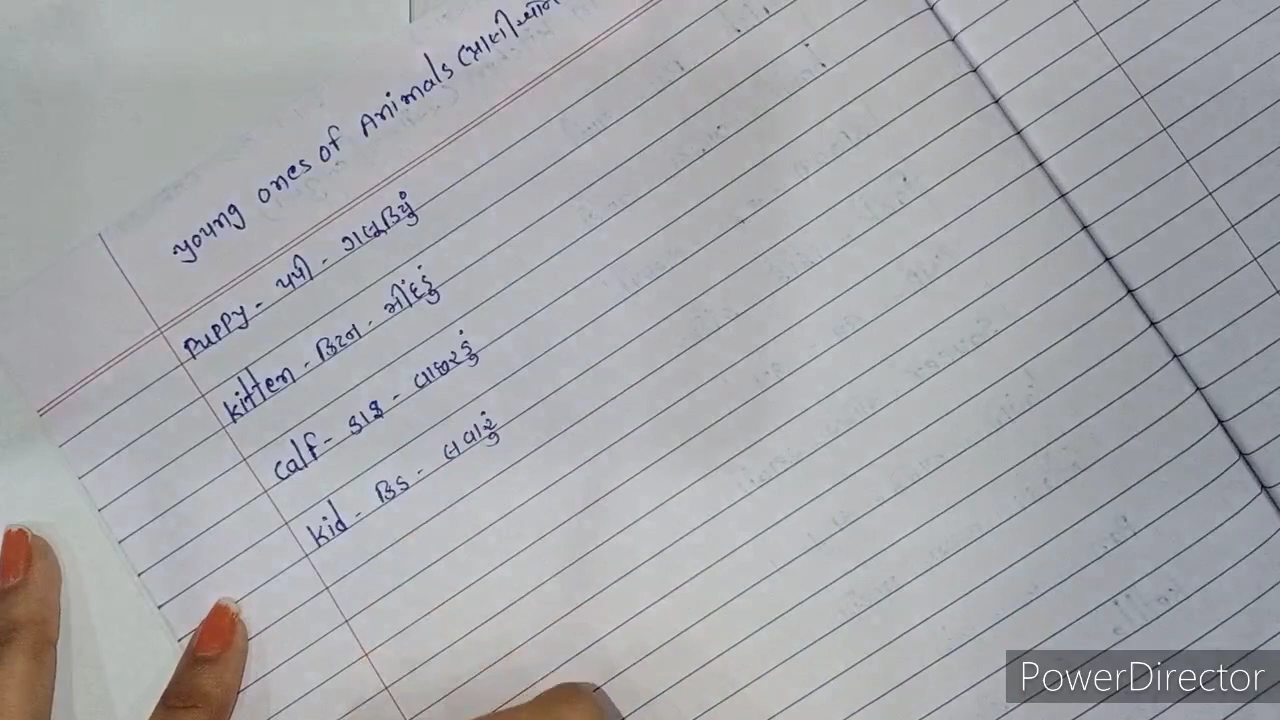 young ones of Animals (પ્રાણી
Puppy - પપી - ગલુડિયું
kitten - કિટન - મીંદડું
calf - કાફ - વાછરડું
kid - કિડ - લવારું
PowerDirector